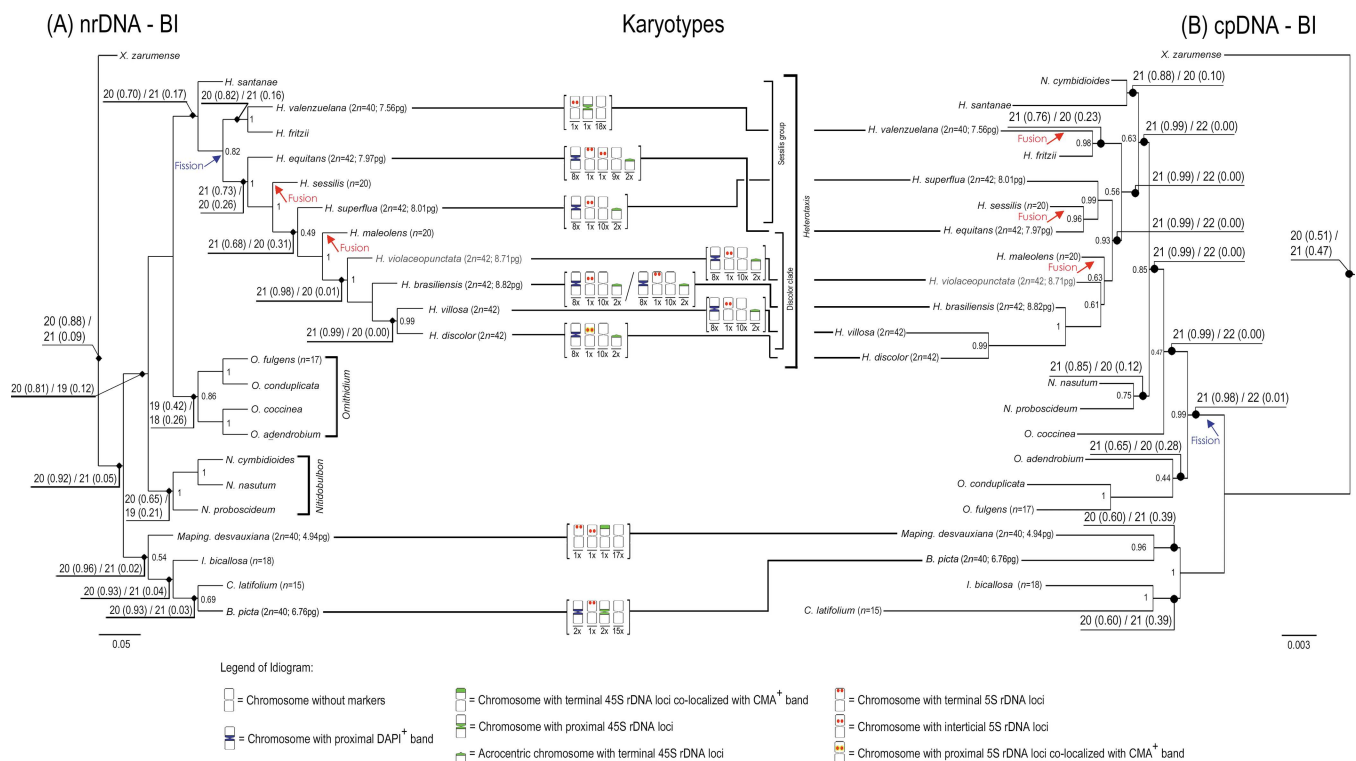 (A) nrDNA - BI
Karyotypes
(B) cpDNA - BI
X. zarumense
H. santanae
20 (0.70) / 21 (0.17)
20 (0.82) / 21 (0.16)
H. valenzuelana (2n=40; 7.56pg)
1
H. fritzii
0.82
Fission
H. equitans (2n=42; 7.97pg)
1
21 (0.73) /
20 (0.26)
H. sessilis (n=20)
Fusion
1
H. superflua (2n=42; 8.01pg)
0.49
21 (0.68) / 20 (0.31)
H. maleolens (n=20)
Fusion
1
H. violaceopunctata (2n=42; 8.71pg)
1
21 (0.98) / 20 (0.01)
H. brasiliensis (2n=42; 8.82pg)
1
H. villosa (2n=42)
0.99
21 (0.99) / 20 (0.00)
H. discolor (2n=42)
20 (0.88) /
21 (0.09)
20 (0.81) / 19 (0.12)
O. fulgens (n=17)
1
O. conduplicata
0.86
19 (0.42) /
18 (0.26)
O. coccinea
1
O. adendrobium
Ornithidium
20 (0.92) / 21 (0.05)
N. cymbidioides
1
N. nasutum
20 (0.65) /
19 (0.21)
1
N. proboscideum
Nitidobulbon
Maping. desvauxiana (2n=40; 4.94pg)
0.54
20 (0.96) / 21 (0.02)
I. bicallosa (n=18)
1
20 (0.93) / 21 (0.04)
C. latifolium (n=15)
0.69
20 (0.93) / 21 (0.03)
B. picta (2n=40; 6.76pg)
0.05
1x 1x 18x
8x 1x 1x 9x 2x
8x 1x 10x 2x
8x 1x 10x 2x
8x 1x 10x 2x / 8x 1x 10x 2x
8x 1x 10x 2x
8x 1x 10x 2x
1x 1x 1x 17x
2x 1x 2x 15x
Sessilis group
Discolor clade
Heterotaxis
X. zarumense
N. cymbidioides
21 (0.88) / 20 (0.10)
H. santanae
21 (0.76) / 20 (0.23)
H. valenzuelana (2n=40; 7.56pg)
Fusion
0.98
H. fritzii
0.63
21 (0.99) / 22 (0.00)
H. superflua (2n=42; 8.01pg)
0.56
21 (0.99) / 22 (0.00)
0.99
H. sessilis (n=20)
Fusion
0.96
H. equitans (2n=42; 7.97pg)
0.93
21 (0.99) / 22 (0.00)
H. maleolens (n=20)
Fusion
0.63
H. violaceopunctata (2n=42; 8.71pg)
0.85
21 (0.99) / 22 (0.00)
20 (0.51) /
21 (0.47)
H. brasiliensis (2n=42; 8.82pg)
0.61
1
H. villosa (2n=42)
0.99
H. discolor (2n=42)
0.47
21 (0.99) / 22 (0.00)
21 (0.85) / 20 (0.12)
N. nasutum
0.75
N. proboscideum
0.99
21 (0.98) / 22 (0.01)
Fission
O. coccinea
21 (0.65) / 20 (0.28)
O. adendrobium
0.44
O. conduplicata
1
O. fulgens (n=17)
20 (0.60) / 21 (0.39)
Maping. desvauxiana (2n=40; 4.94pg)
0.96
B. picta (2n=40; 6.76pg)
1
I. bicallosa (n=18)
1
C. latifolium (n=15)
20 (0.60) / 21 (0.39)
0.003
Legend of Idiogram:
= Chromosome without markers
= Chromosome with proximal DAPI+ band
= Chromosome with terminal 45S rDNA loci co-localized with CMA+ band
= Chromosome with proximal 45S rDNA loci
= Acrocentric chromosome with terminal 45S rDNA loci
= Chromosome with terminal 5S rDNA loci
= Chromosome with interticial 5S rDNA loci
= Chromosome with proximal 5S rDNA loci co-localized with CMA+ band